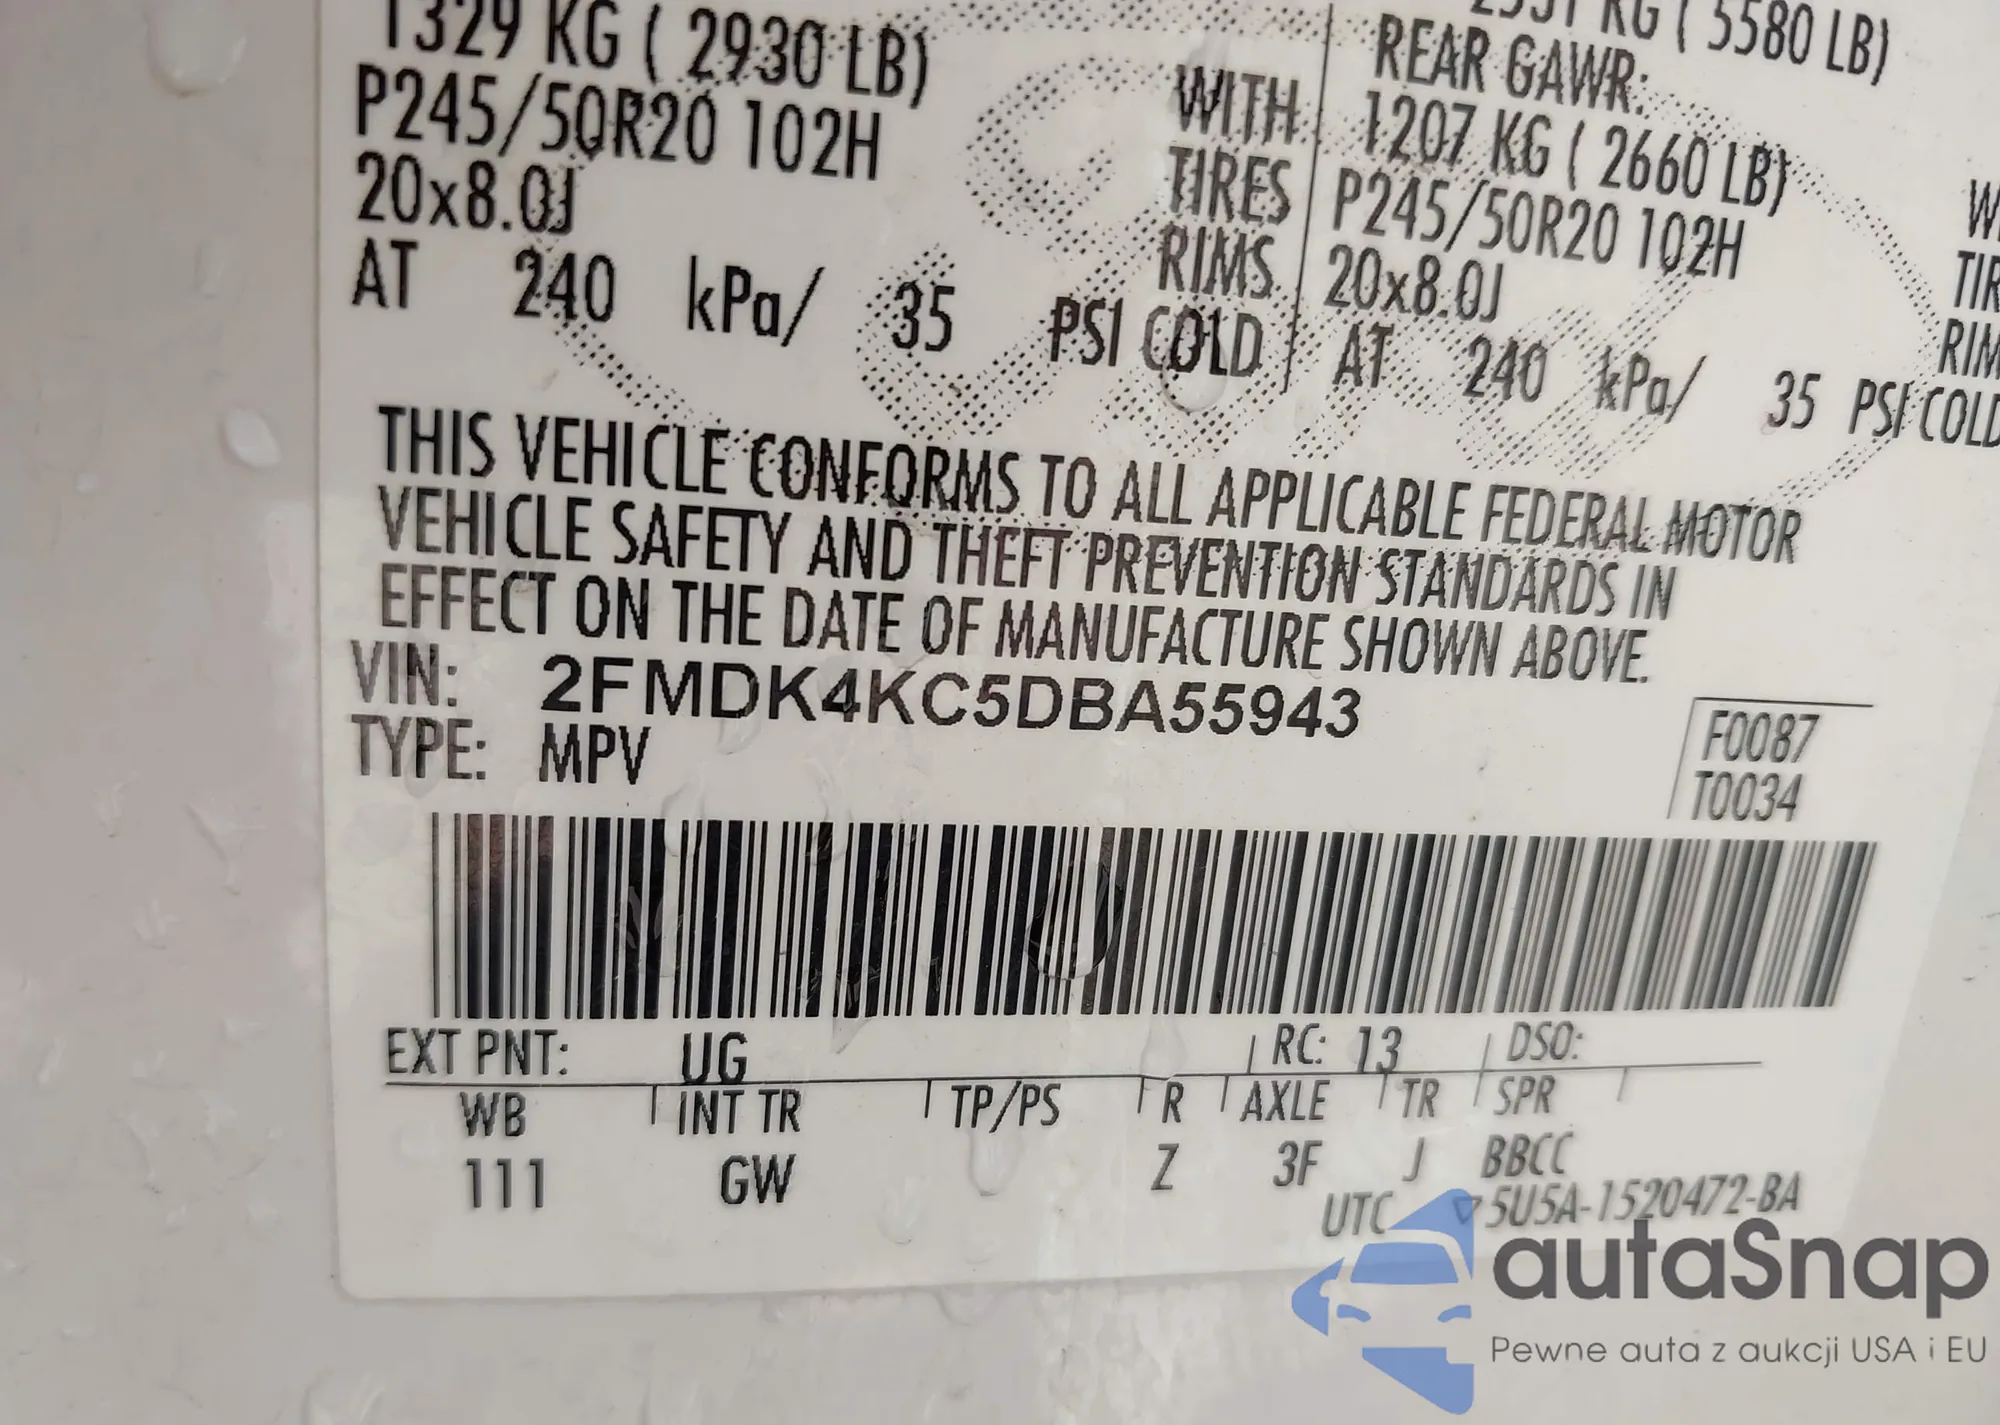 1329 KG ( 2930 LB)
P245/50R20 102H
20x8.0J
AT 240 kPa/ 35 PSI COLD
WITH
TIRES
RIMS
KG ( 5580 LB)
REAR GAWR:
1207 KG ( 2660 LB)
P245/50R20 102H
20x8.0J
AT 240 kPa/ 35 PSI COLD
THIS VEHICLE CONFORMS TO ALL APPLICABLE FEDERAL MOTOR
VEHICLE SAFETY AND THEFT PREVENTION STANDARDS IN
EFFECT ON THE DATE OF MANUFACTURE SHOWN ABOVE.
VIN: 2FMDK4KC5DBA55943
TYPE: MPV
F0087
T0034
EXT PNT: UG RC: 13 DSO:
WB INT TR TP/PS R AXLE TR SPR
111 GW Z 3F J BBCC
UTC ▽5U5A-1520472-BA
autaSnap
Pewne auta z aukcji USA i EU